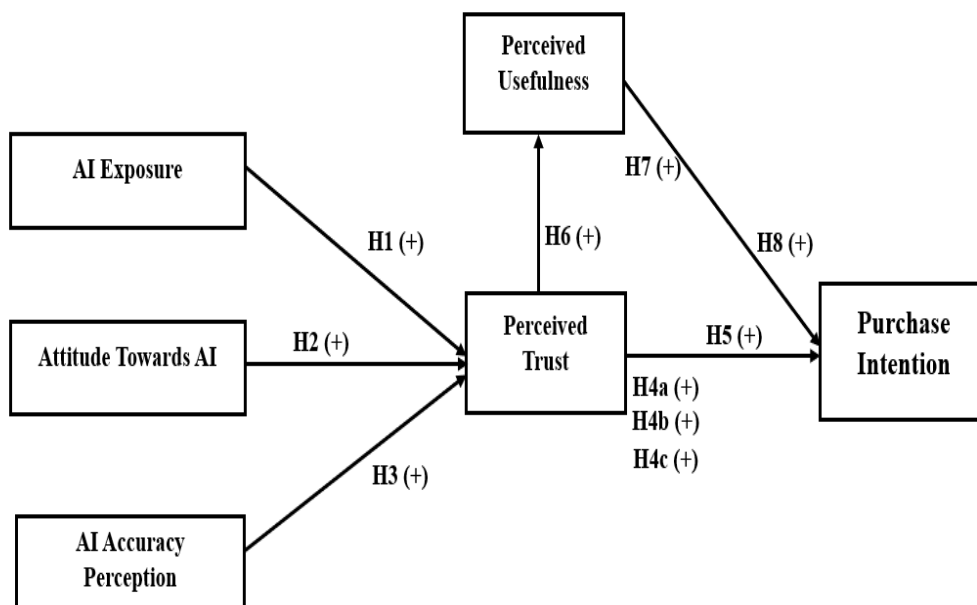 Perceived
Usefulness
AI Exposure
H7 (+)
H1 (+)
H6 (+)
H8 (+)
Attitude Towards AI
H2 (+)
Perceived
Trust
H5 (+)
Purchase
Intention
H4a (+)
H4b (+)
H4c (+)
H3 (+)
AI Accuracy
Perception